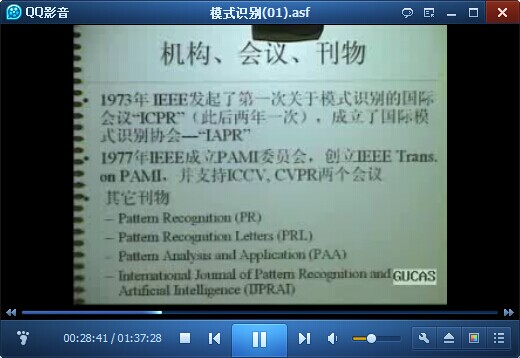 QQ影音
模式识别(01).asf
机构、会议、刊物
• 1973年 IEEE发起了第一次关于模式识别的国际
会议“ICPR”（此后两年一次），成立了国际模
式识别协会—“IAPR”
• 1977年IEEE成立PAMI委员会，创立IEEE Trans.
on PAMI，并支持ICCV, CVPR两个会议
• 其它刊物
– Pattern Recognition (PR)
– Pattern Recognition Letters (PRL)
– Pattern Analysis and Application (PAA)
– International Journal of Pattern Recognition and
Artificial Intelligence (IJPRAI)
GUCAS
00:28:41 / 01:37:28